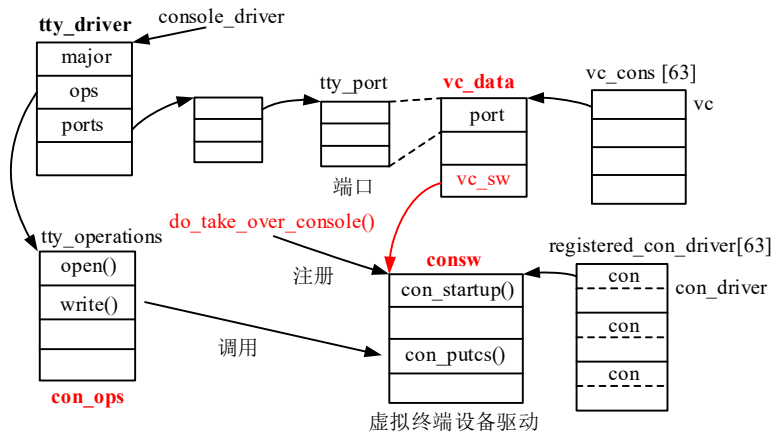 tty_driver
console_driver
major
ops
ports
tty_port
端口
vc_data
port
vc_sw
vc_cons [63]
vc
do_take_over_console()
注册
tty_operations
open()
write()
con_ops
调用
consw
con_startup()
con_putcs()
虚拟终端设备驱动
registered_con_driver[63]
con
con_driver
con
con